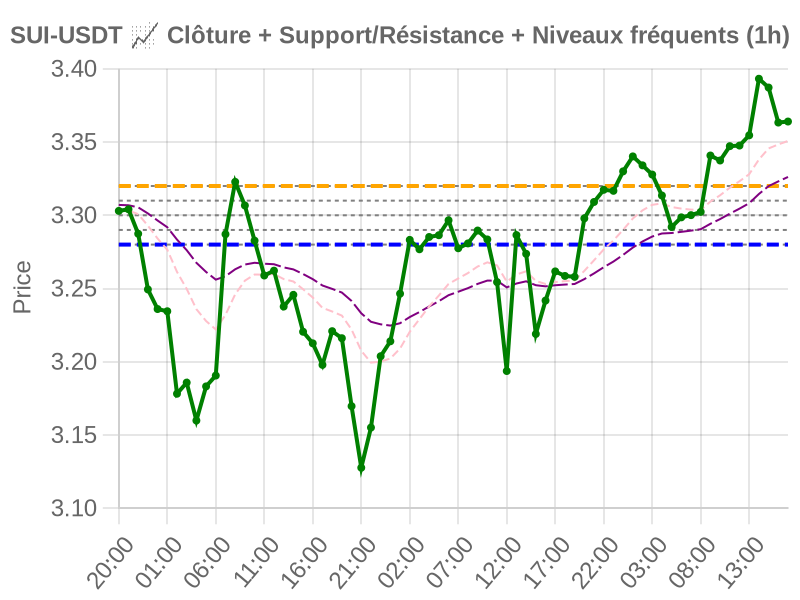 SUI-USDT 📈 Clôture + Support/Résistance + Niveaux fréquents (1h)
3.40
3.35
3.30
3.25
3.20
3.15
3.10
Price
20:00 01:00 06:00 11:00 16:00 21:00 02:00 07:00 12:00 17:00 22:00 03:00 08:00 13:00